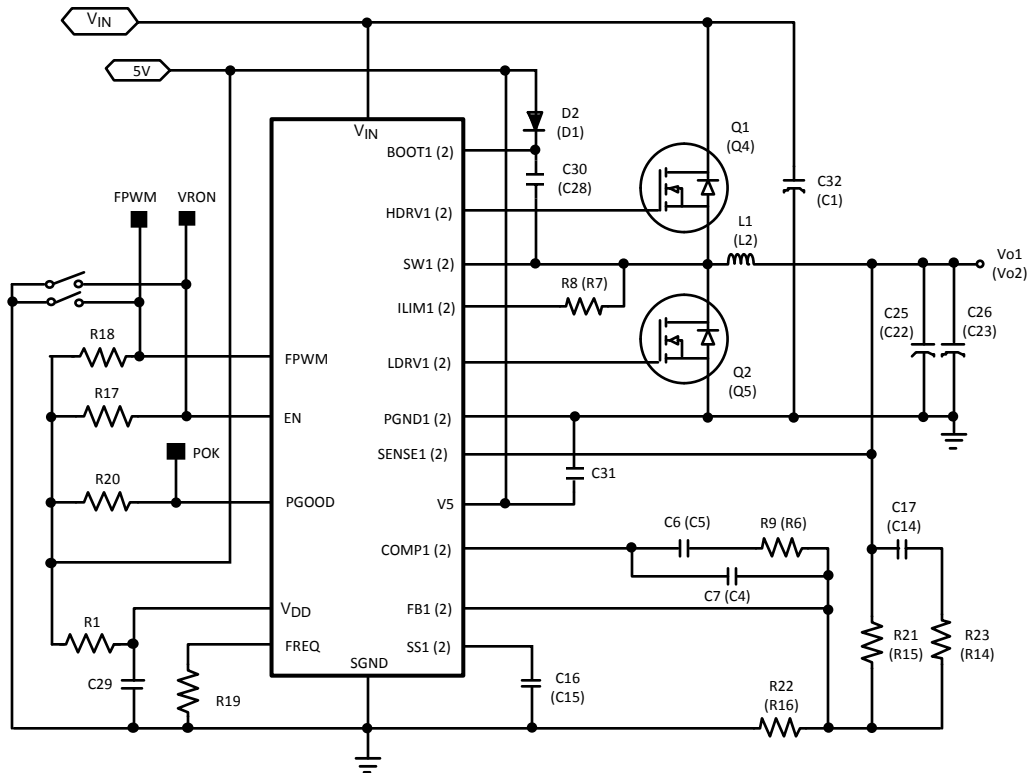 VIN
5V
VIN
D2
(D1)
Q1
(Q4)
BOOT1 (2)
C30
(C28)
C32
(C1)
FPWM
VRON
HDRV1 (2)
L1
(L2)
Vo1
(Vo2)
SW1 (2)
R8 (R7)
ILIM1 (2)
C25
(C22)
C26
(C23)
R18
FPWM
LDRV1 (2)
Q2
(Q5)
R17
EN
PGND1 (2)
POK
SENSE1 (2)
C31
R20
PGOOD
V5
C17
(C14)
C6 (C5)
R9 (R6)
COMP1 (2)
C7 (C4)
VDD
FB1 (2)
R1
FREQ
SS1 (2)
R21
(R15)
R23
(R14)
SGND
C29
R19
C16
(C15)
R22
(R16)